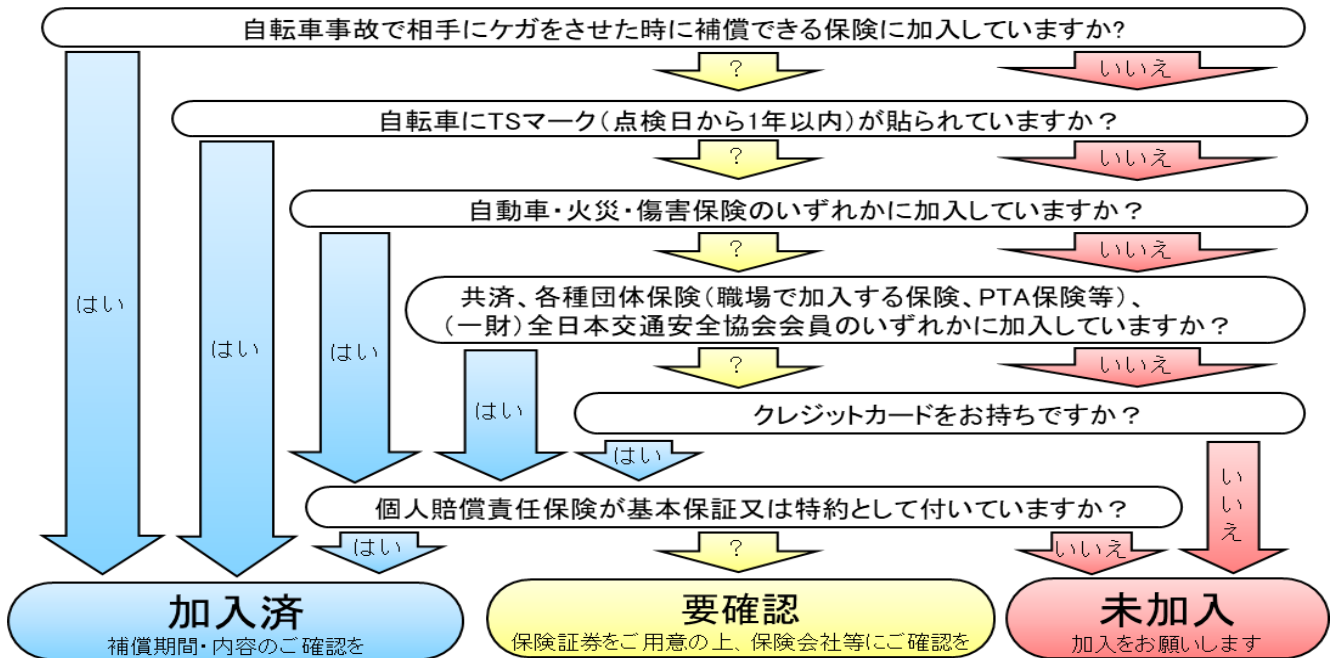 自転車事故で相手にケガをさせた時に補償できる保険に加入していますか?
？
いいえ
自転車にTSマーク（点検日から1年以内）が貼られていますか？
？
いいえ
自動車・火災・傷害保険のいずれかに加入していますか？
？
いいえ
はい
はい
はい
共済、各種団体保険（職場で加入する保険、PTA保険等）、
（一財）全日本交通安全協会会員のいずれかに加入していますか？
？
いいえ
はい
クレジットカードをお持ちですか？
はい
いいえ
個人賠償責任保険が基本保証又は特約として付いていますか？
はい
？
いいえ
加入済
補償期間・内容のご確認を
要確認
保険証券をご用意の上、保険会社等にご確認を
未加入
加入をお願いします